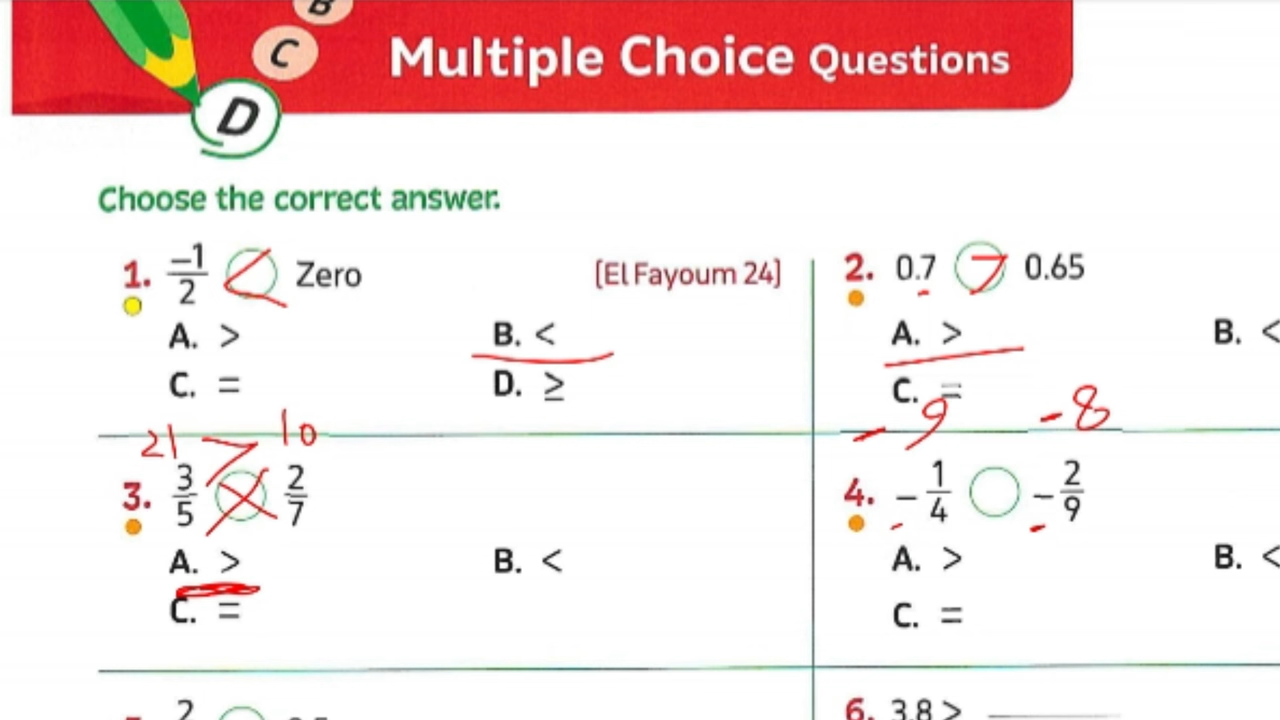 B
C
D
Multiple Choice Questions
Choose the correct answer.
1. -1/2 < Zero [El Fayoum 24]
A. > B. <
C. = D. ≥
2. 0.7 > 0.65
A. > B. <
C. =
21 > 10
3. 3/5 2/7
A. > B. <
C. =
-9 -8
4. -1/4 -2/9
A. > B. <
C. =
2
6. 3.8 >